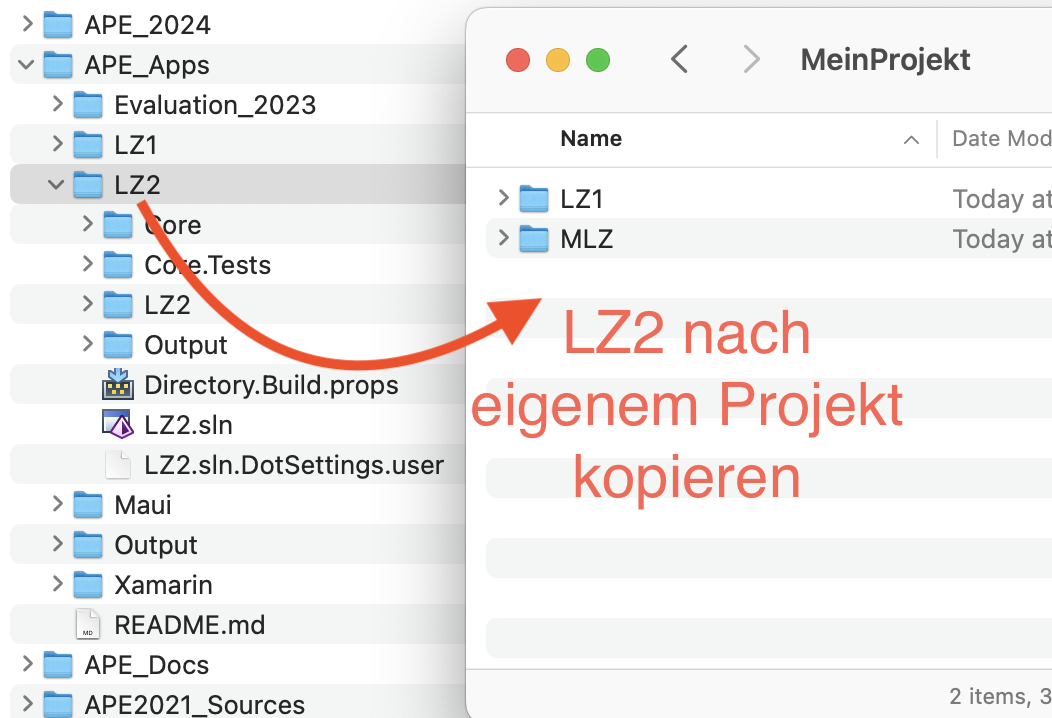 APE_2024
APE_Apps
Evaluation_2023
LZ1
LZ2
Core
Core.Tests
LZ2
Output
Directory.Build.props
LZ2.sln
LZ2.sln.DotSettings.user
Maui
Output
Xamarin
MD
README.md
APE_Docs
APE2021_Sources
MeinProjekt
Name Date Mod
LZ1 Today at
MLZ Today at
LZ2 nach
eigenem Projekt
kopieren
2 items, 3